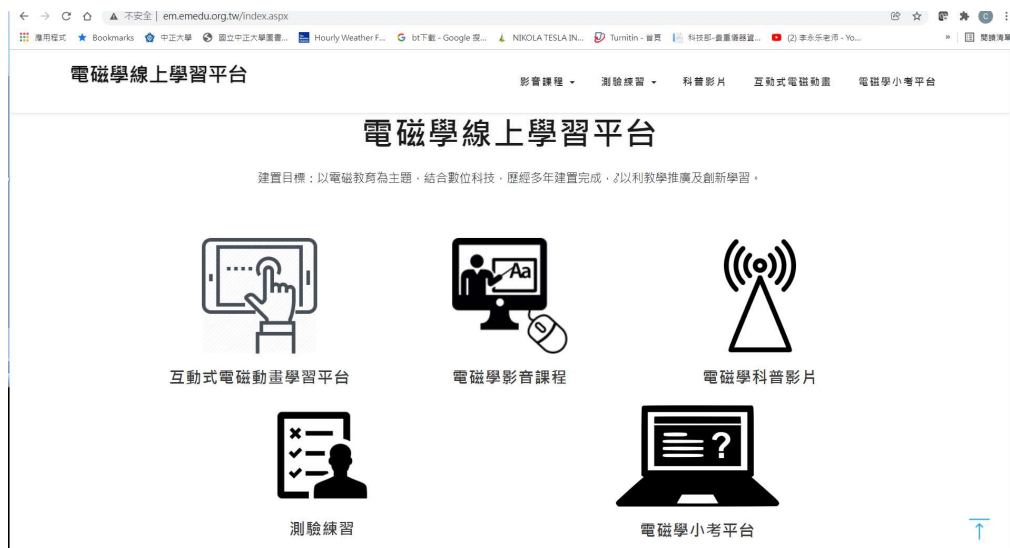 不安全 | em.emedu.org.tw/index.aspx
應用程式 Bookmarks 中正大學 國立中正大學圖書... Hourly Weather F... bt下載 - Google 搜... NIKOLA TESLA IN... Turnitin - 首頁 科技部-貴重儀器資... (2) 李永乐老师 - Yo... » 閱讀清單
電磁學線上學習平台 影音課程 測驗練習 科普影片 互動式電磁動畫 電磁學小考平台
電磁學線上學習平台
建置目標:以電磁教育為主題,結合數位科技,歷經多年建置完成,以利教學推廣及創新學習。
Aa
互動式電磁動畫學習平台 電磁學影音課程 電磁學科普影片
?
測驗練習 電磁學小考平台